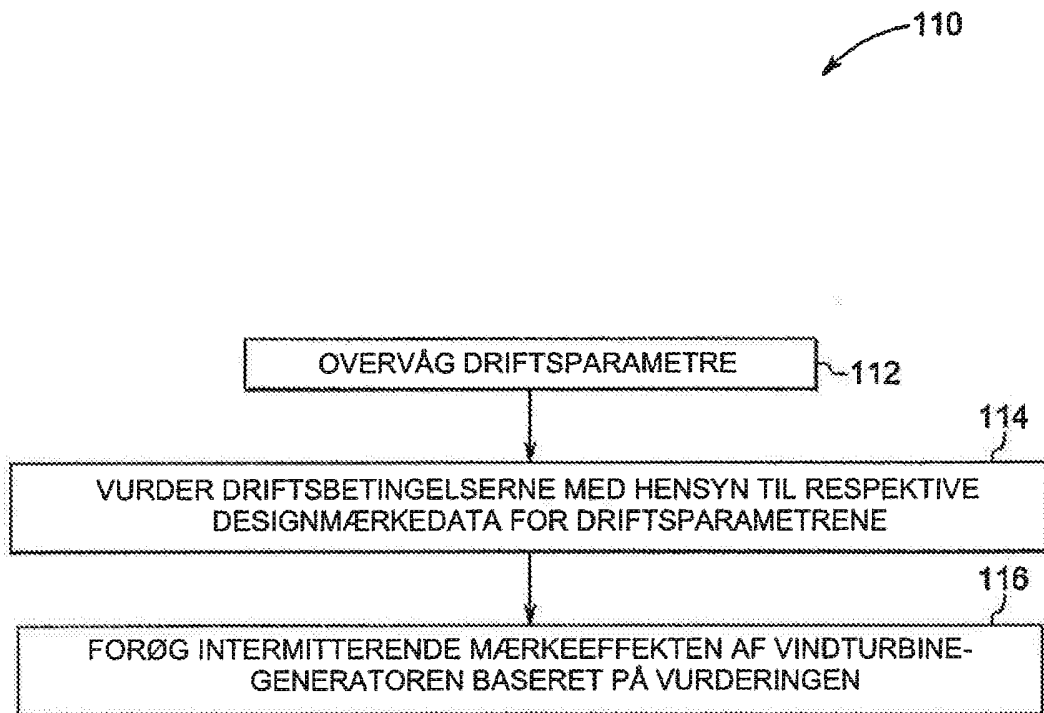 110
OVERVÅG DRIFTSPARAMETRE
112
114
VURDER DRIFTSBETINGELSERNE MED HENSYN TIL RESPEKTIVE
DESIGNMÆRKEDATA FOR DRIFTSPARAMETRENE
116
FORØG INTERMITTERENDE MÆRKEEFFEKTEN AF VINDTURBINE-
GENERATOREN BASERET PÅ VURDERINGEN